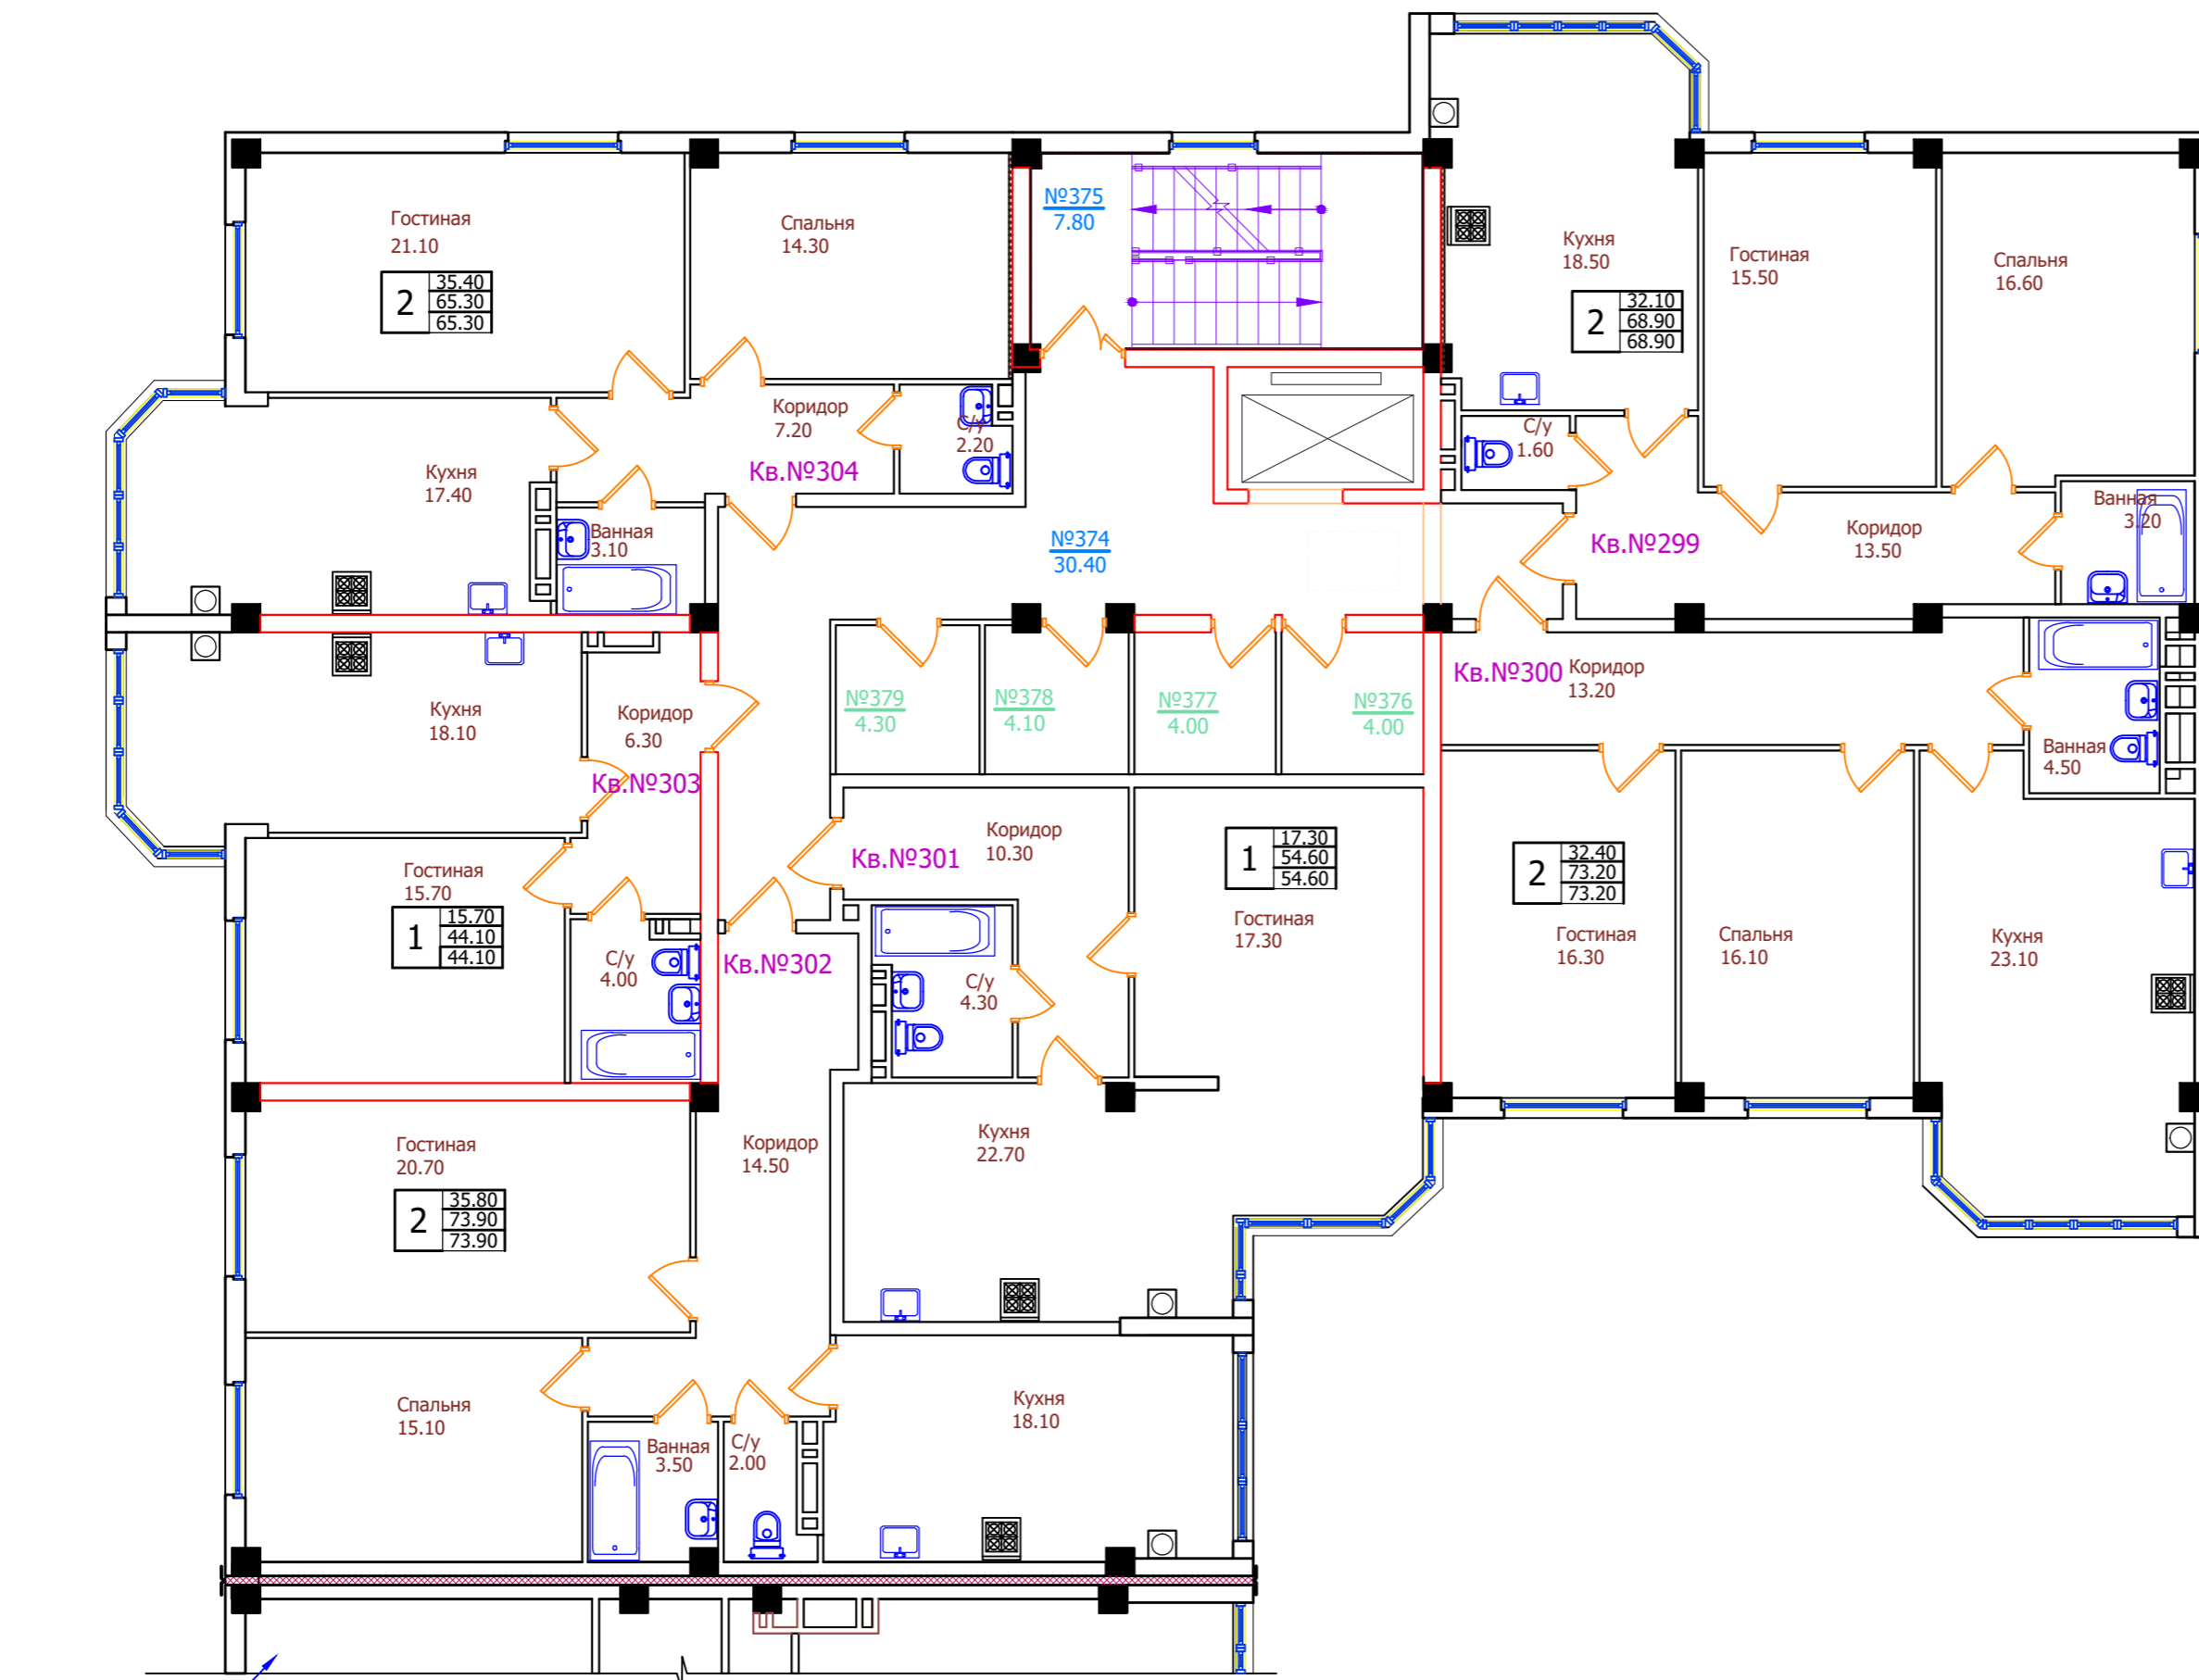 Гостиная
21.10
2
35.40
65.30
65.30
Спальня
14.30
Коридор
7.20
С/у
2.20
Кв.№304
Кухня
17.40
Ванная
3.10
№375
7.80
№374
30.40
Кухня
18.50
2
32.10
68.90
68.90
Гостиная
15.50
Спальня
16.60
С/у
1.60
Кв.№299
Коридор
13.50
Ванная
3.20
Кухня
18.10
Коридор
6.30
Кв.№303
Гостиная
15.70
1
15.70
44.10
44.10
С/у
4.00
№379
4.30
№378
4.10
№377
4.00
№376
4.00
Кв.№300
Коридор
13.20
Ванная
4.50
2
32.40
73.20
73.20
Гостиная
16.30
Спальня
16.10
Кухня
23.10
Кв.№301
Коридор
10.30
1
17.30
54.60
54.60
Гостиная
17.30
С/у
4.30
Кухня
22.70
Кв.№302
Коридор
14.50
Гостиная
20.70
2
35.80
73.90
73.90
Спальня
15.10
Ванная
3.50
С/у
2.00
Кухня
18.10